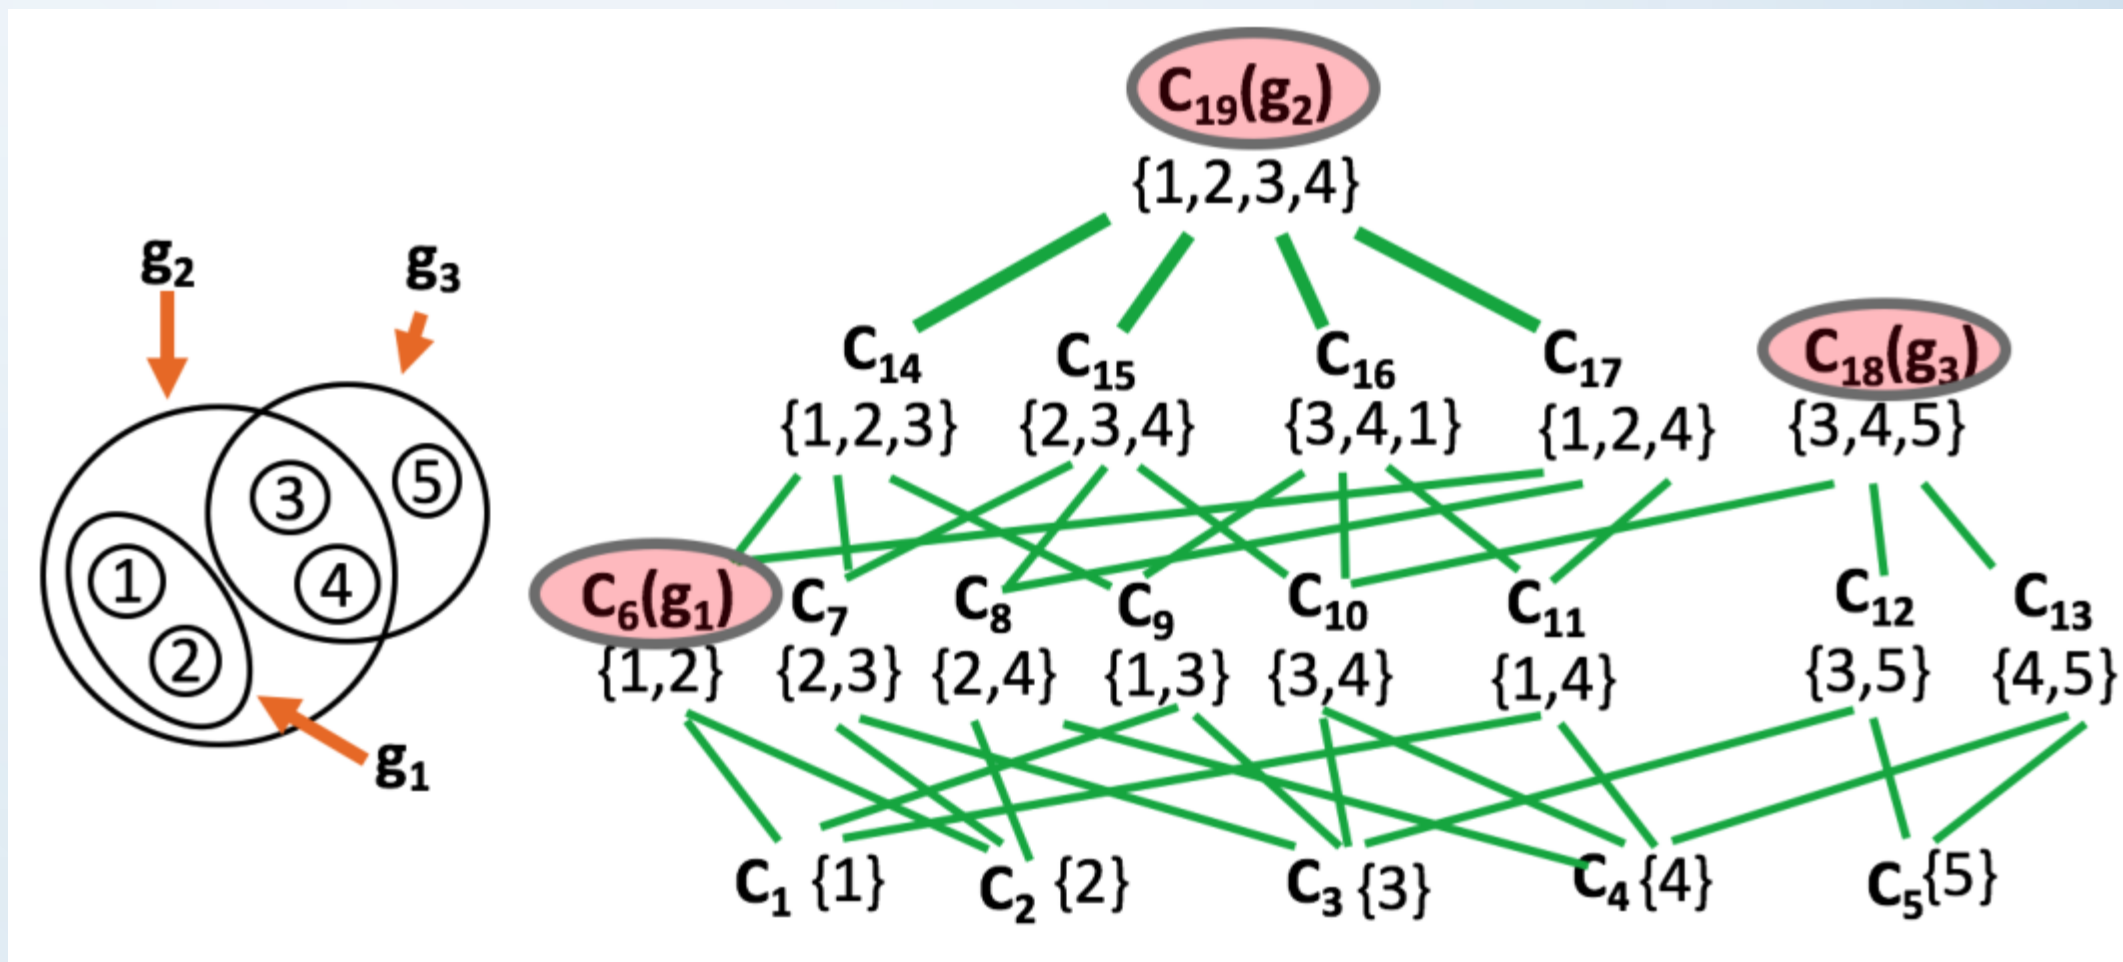 C19(g2)
{1,2,3,4}
g2
g3
C14 C15 C16 C17 C18(g3)
{1,2,3} {2,3,4} {3,4,1} {1,2,4} {3,4,5}
3 5
1 4
2
C6(g1) C7 C8 C9 C10 C11 C12 C13
{1,2} {2,3} {2,4} {1,3} {3,4} {1,4} {3,5} {4,5}
g1
C1 {1} C2 {2} C3 {3} C4 {4} C5 {5}